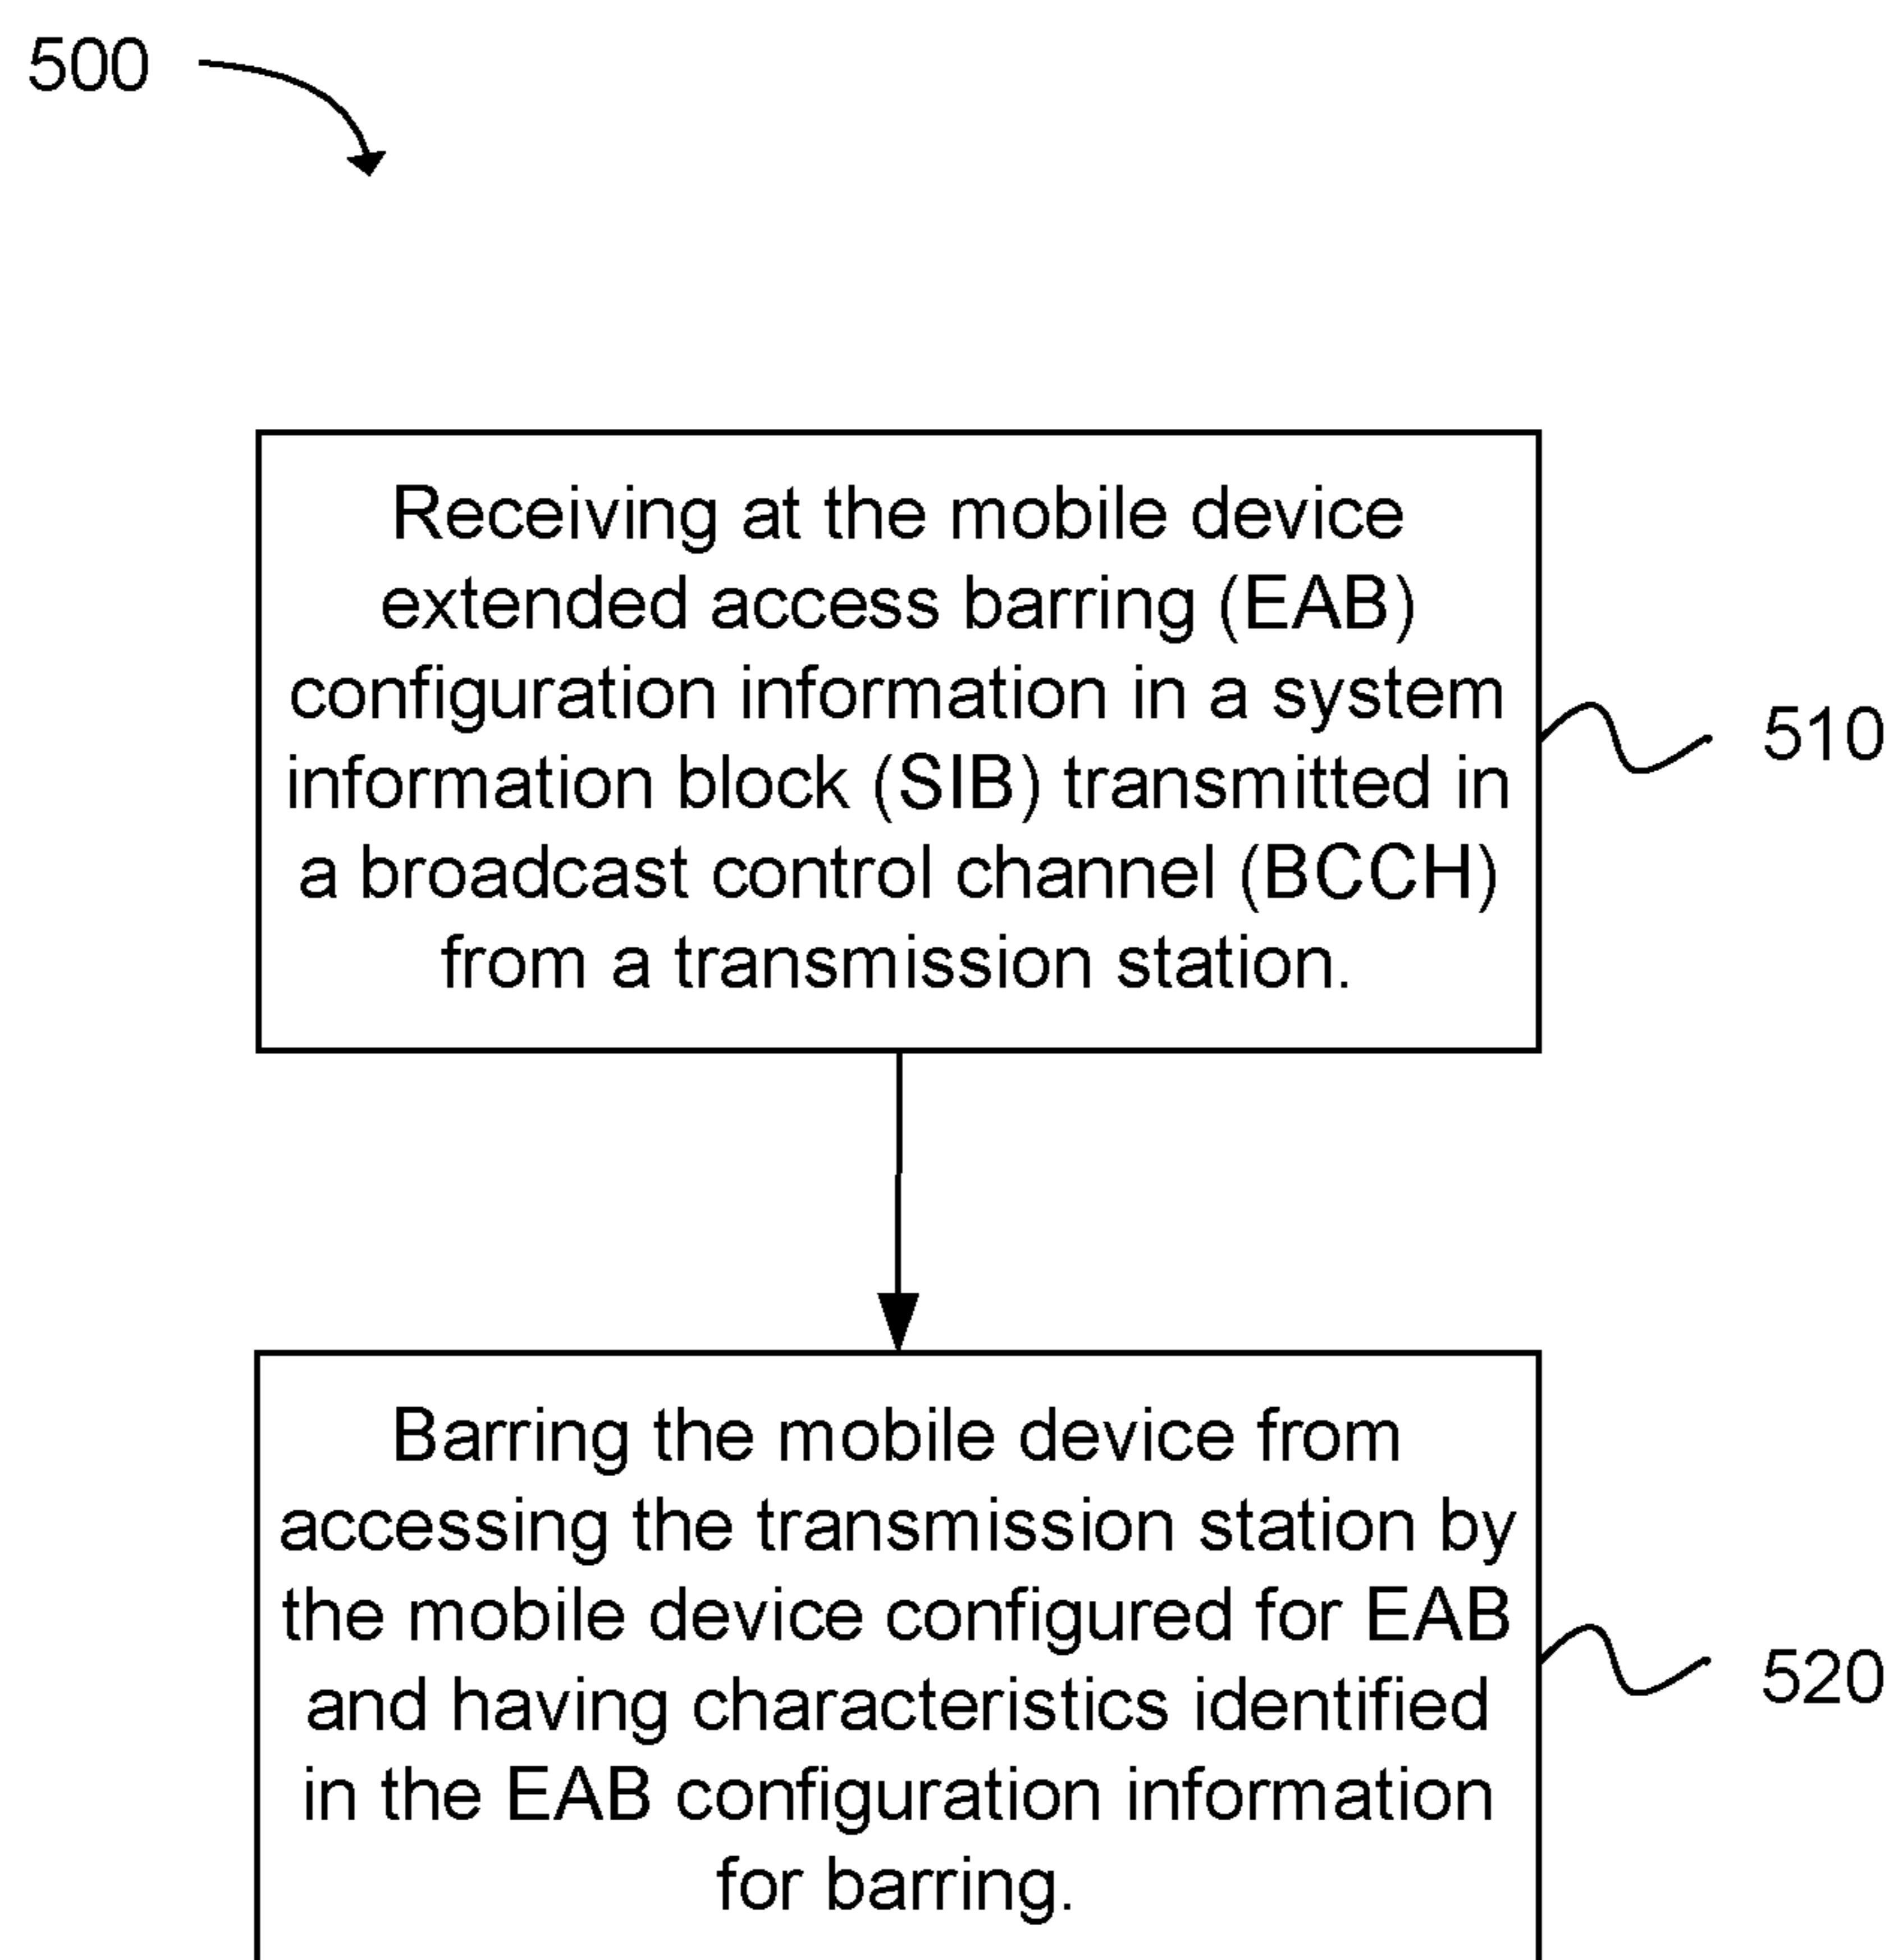 500
Receiving at the mobile device
extended access barring (EAB)
configuration information in a system
information block (SIB) transmitted in
a broadcast control channel (BCCH)
from a transmission station.
510
Barring the mobile device from
accessing the transmission station by
the mobile device configured for EAB
and having characteristics identified
in the EAB configuration information
for barring.
520